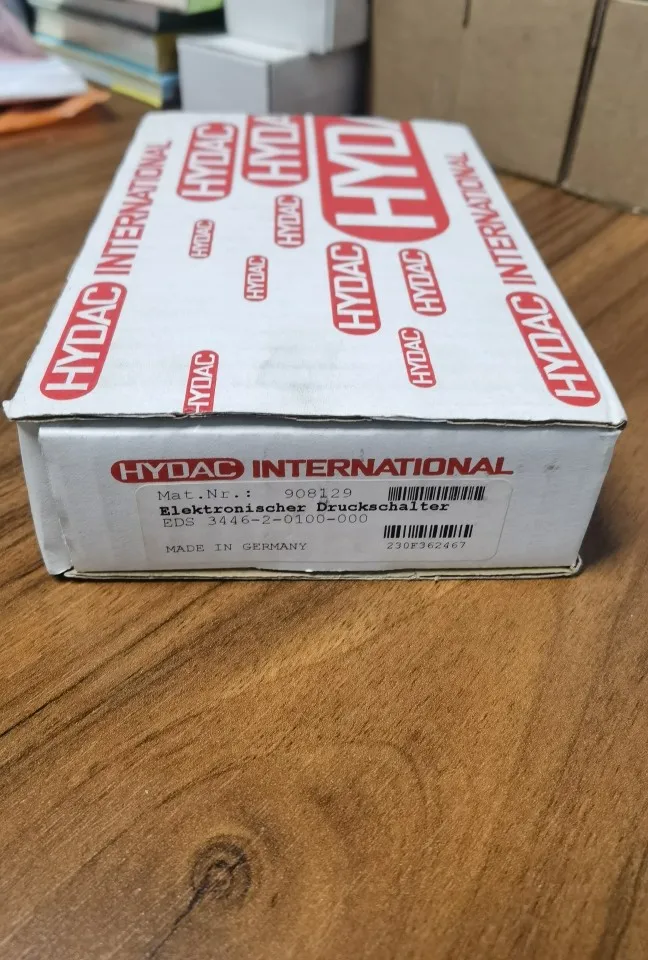 HYDAC INTERNATIONAL
HYDAC
HYDAC
HYDA
HYDAC
HYDAC
HYDAC
HYDAC
HYDAC
HYDAC
HYDAC
HYDAC INTERNATIONAL
HYDAC INTERNATIONAL
Mat.Nr.: 908129
Elektronischer Druckschalter
EDS 3446-2-0100-000
MADE IN GERMANY
230F362467